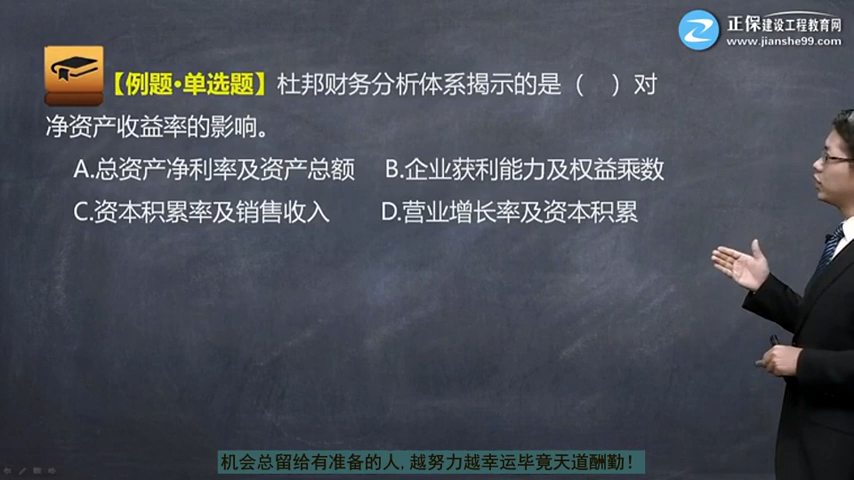 正保建设工程教育网
www.jianshe99.com
【例题·单选题】杜邦财务分析体系揭示的是（　）对
净资产收益率的影响。
A.总资产净利率及资产总额 B.企业获利能力及权益乘数
C.资本积累率及销售收入 D.营业增长率及资本积累
机会总留给有准备的人,越努力越幸运毕竟天道酬勤！